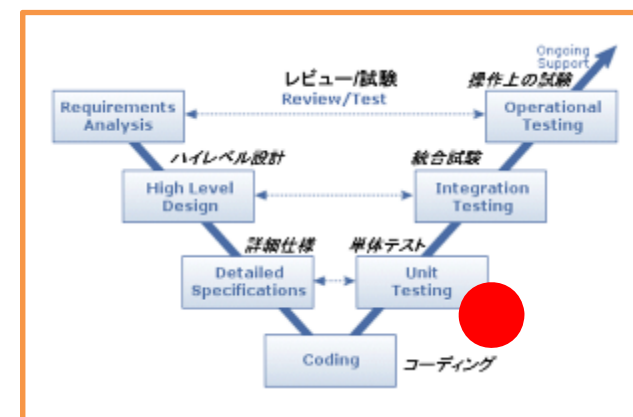 Ongoing
Support
レビュー/試験
操作上の試験
Requirements
Analysis
Review/Test
Operational
Testing
ハイレベル設計
統合試験
High Level
Design
Integration
Testing
詳細仕様
単体テスト
Detailed
Specifications
Unit
Testing
Coding
コーディング